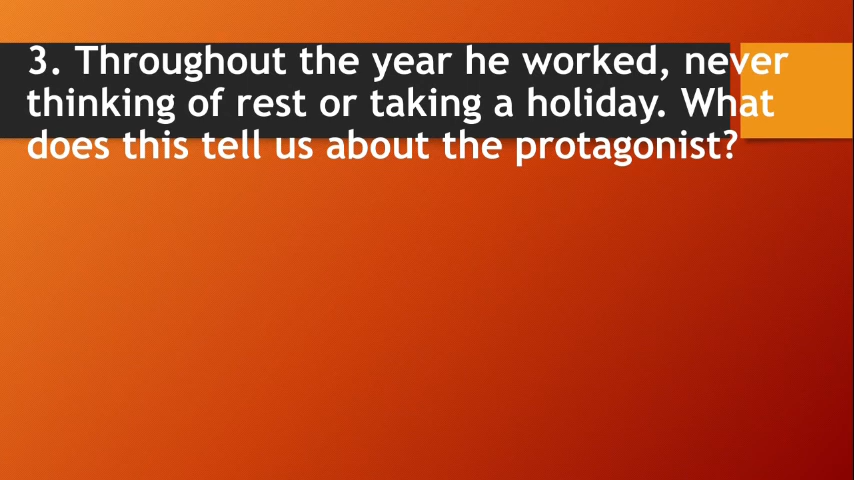 3. Throughout the year he worked, never
thinking of rest or taking a holiday. What
does this tell us about the protagonist?